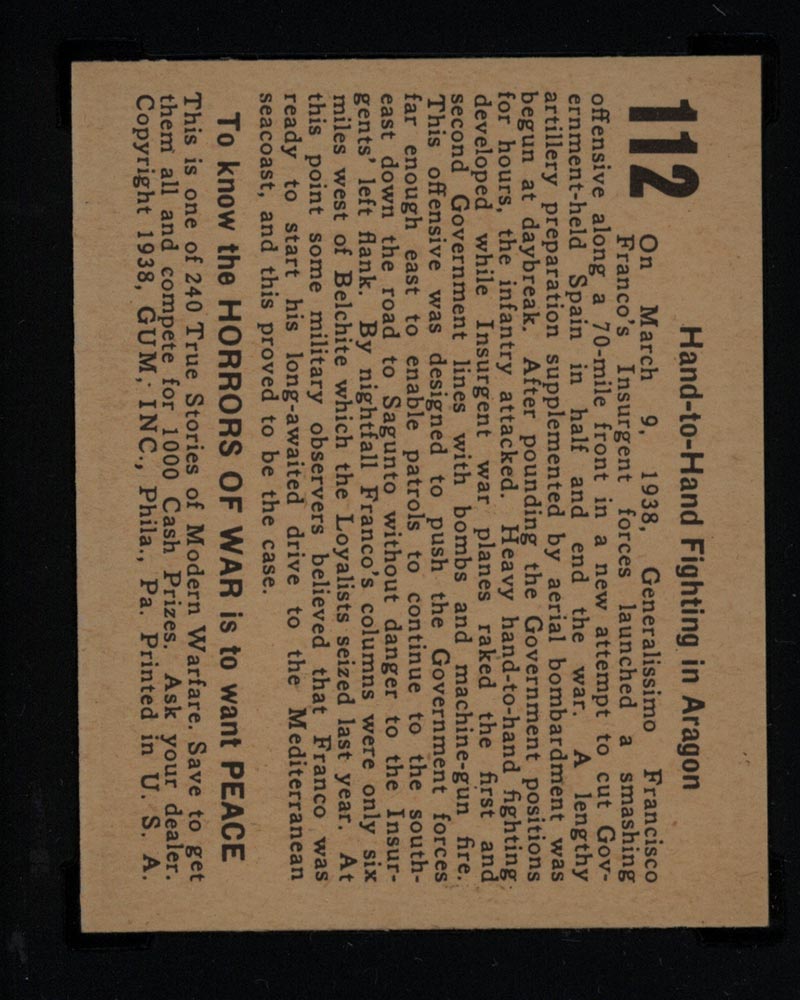 Hand-to-Hand Fighting in Aragon
112
On March 9, 1938, Generalissimo Francisco
Franco's Insurgent forces launched a smashing
offensive along a 70-mile front in a new attempt to cut Gov-
ernment-held Spain in half and end the war. A lengthy
artillery preparation supplemented by aerial bombardment was
begun at daybreak. After pounding the Government positions
for hours, the infantry attacked. Heavy hand-to-hand fighting
developed while Insurgent war planes raked the first and
second Government lines with bombs and machine-gun fire.
This offensive was designed to push the Government forces
far enough east to enable patrols to continue to the south-
east down the road to Sagunto without danger to the Insur-
gents' left flank. By nightfall Franco's columns were only six
miles west of Belchite which the Loyalists seized last year. At
this point some military observers believed that Franco was
ready to start his long-awaited drive to the Mediterranean
seacoast, and this proved to be the case.
To know the HORRORS OF WAR is to want PEACE
This is one of 240 True Stories of Modern Warfare. Save to get
them all and compete for 1000 Cash Prizes. Ask your dealer.
Copyright 1938, GUM, INC., Phila., Pa. Printed in U. S. A.